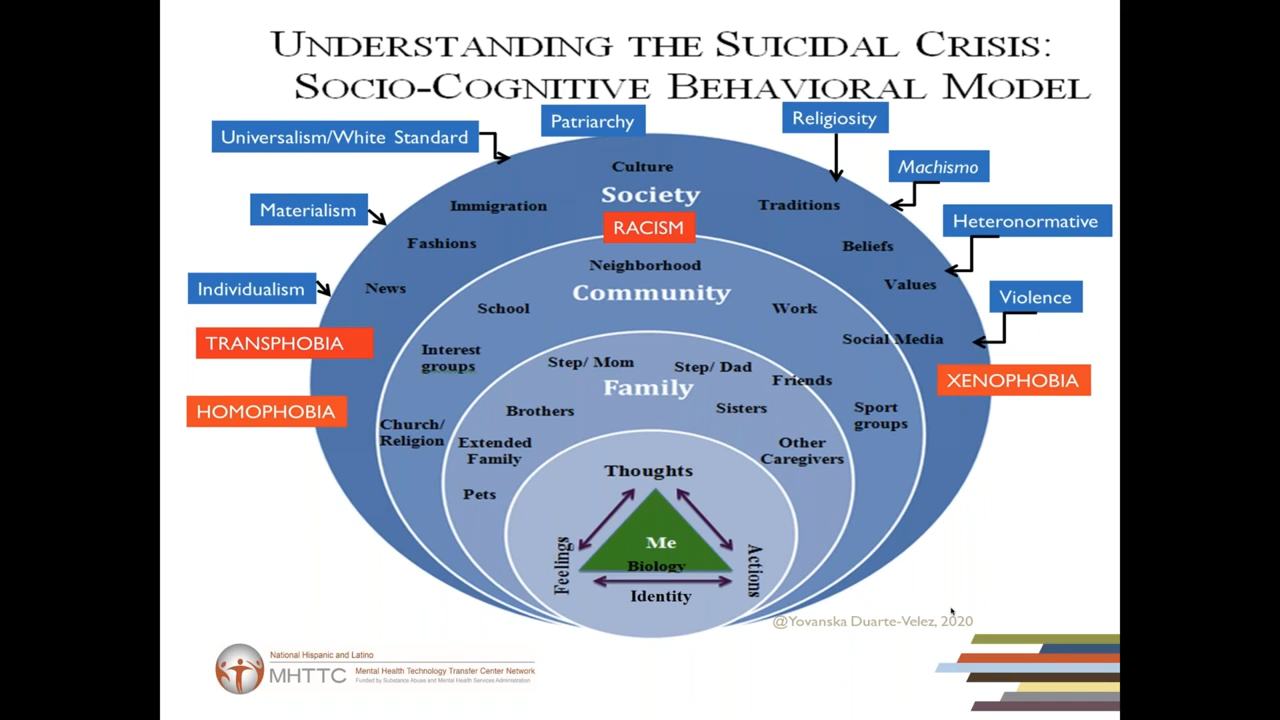 UNDERSTANDING THE SUICIDAL CRISIS:
SOCIO-COGNITIVE BEHAVIORAL MODEL
Universalism/White Standard
Patriarchy
Religiosity
Machismo
Materialism
Heteronormative
Individualism
Violence
TRANSPHOBIA
HOMOPHOBIA
XENOPHOBIA
Culture
Society
Immigration
Traditions
RACISM
Fashions
Beliefs
News
Values
Neighborhood
Community
School
Work
Social Media
Interest
groups
Church/
Religion
Friends
Sport
groups
Step/ Mom
Step/ Dad
Family
Brothers
Sisters
Extended
Family
Other
Caregivers
Pets
Thoughts
Feelings
Me
Biology
Actions
Identity
@Yovanska Duarte-Velez, 2020
National Hispanic and Latino
MHTTC
Mental Health Technology Transfer Center Network
Funded by Substance Abuse and Mental Health Services Administration